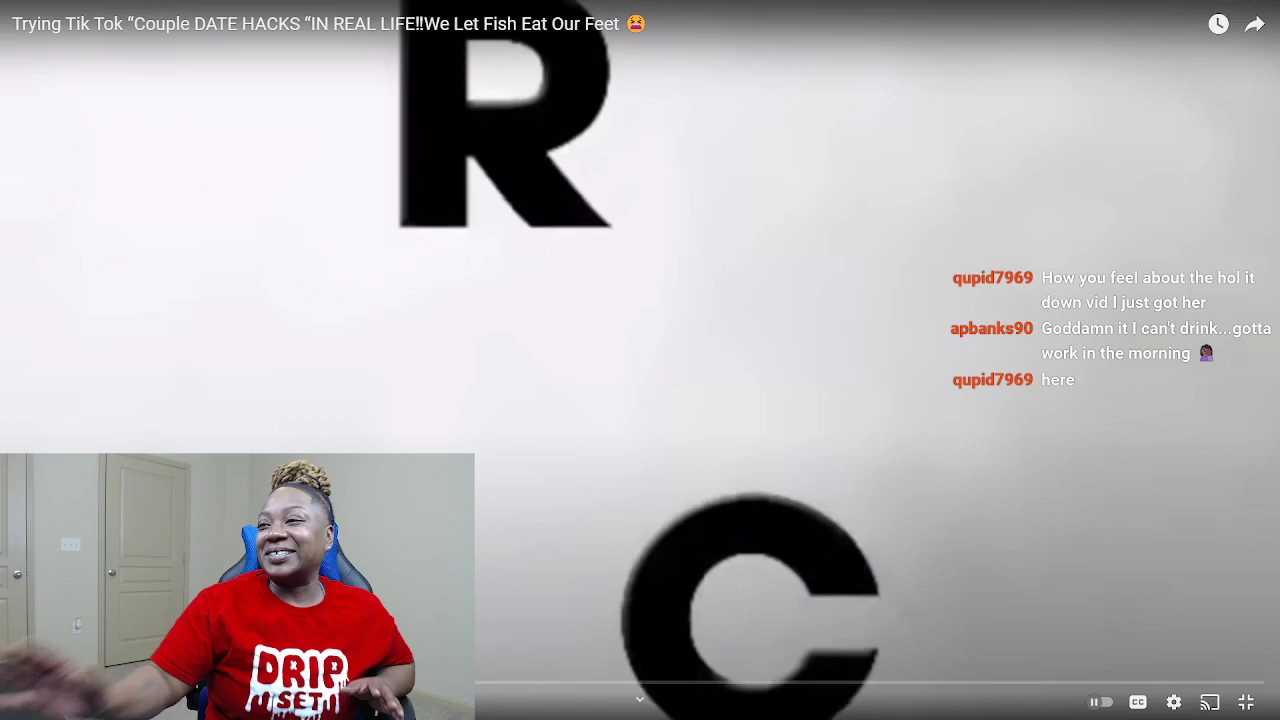 Trying Tik Tok “Couple DATE HACKS “IN REAL LIFE‼We Let Fish Eat Our Feet 😫
R
qupid7969 How you feel about the hol it
down vid I just got her
apbanks90 Goddamn it I can't drink...gotta
work in the morning 🤦🏿‍♀️
qupid7969 here
C
DRIP
SET
CC